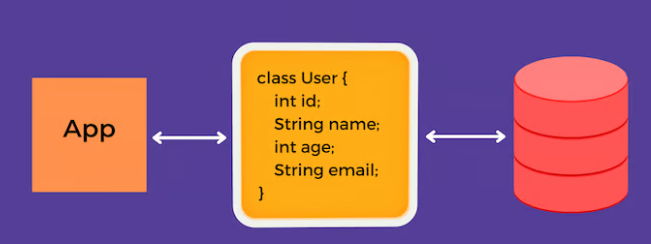 App
class User {
int id;
String name;
int age;
String email;
}